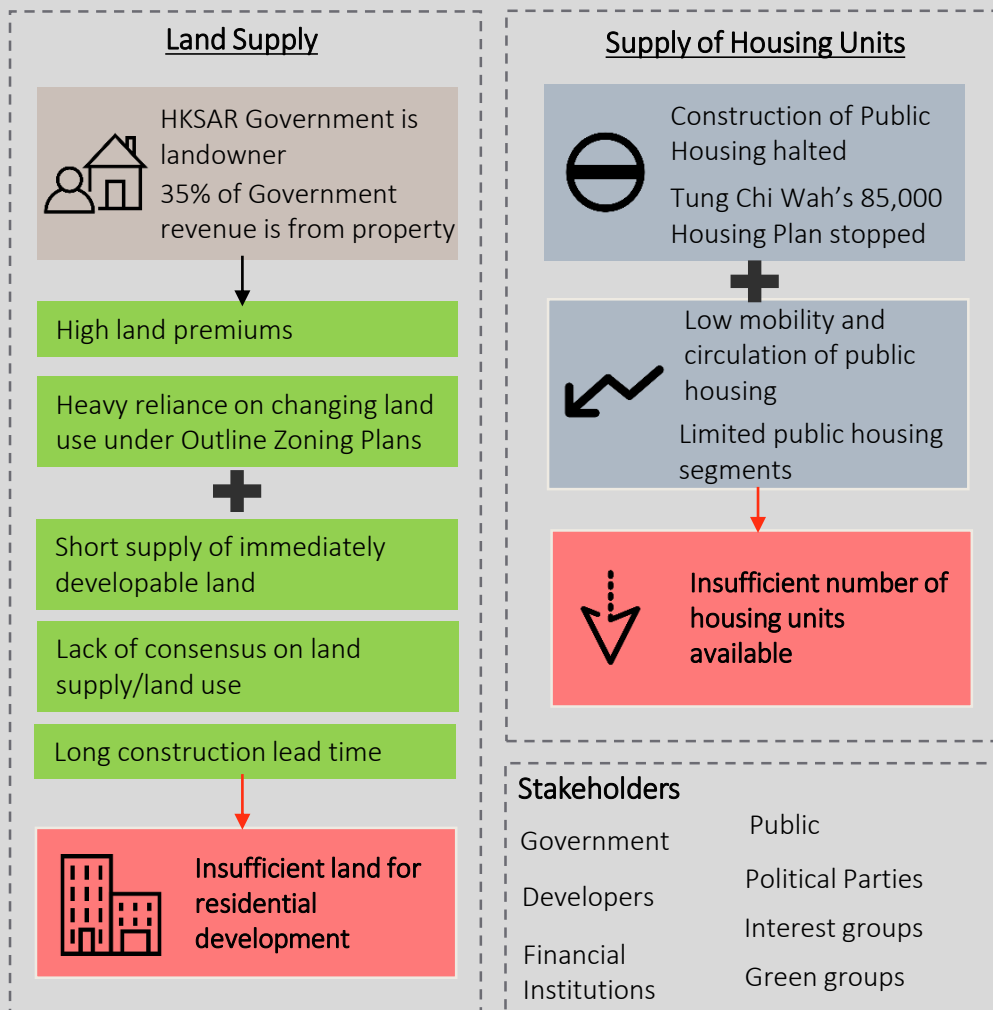 Land Supply
HKSAR Government is
landowner
35% of Government
revenue is from property
High land premiums
Heavy reliance on changing land
use under Outline Zoning Plans
Short supply of immediately
developable land
Lack of consensus on land
supply/land use
Long construction lead time
Insufficient land for
residential
development
Supply of Housing Units
Construction of Public
Housing halted
Tung Chi Wah’s 85,000
Housing Plan stopped
Low mobility and
circulation of public
housing
Limited public housing
segments
Insufficient number of
housing units
available
Stakeholders
Government
Developers
Financial
Institutions
Public
Political Parties
Interest groups
Green groups